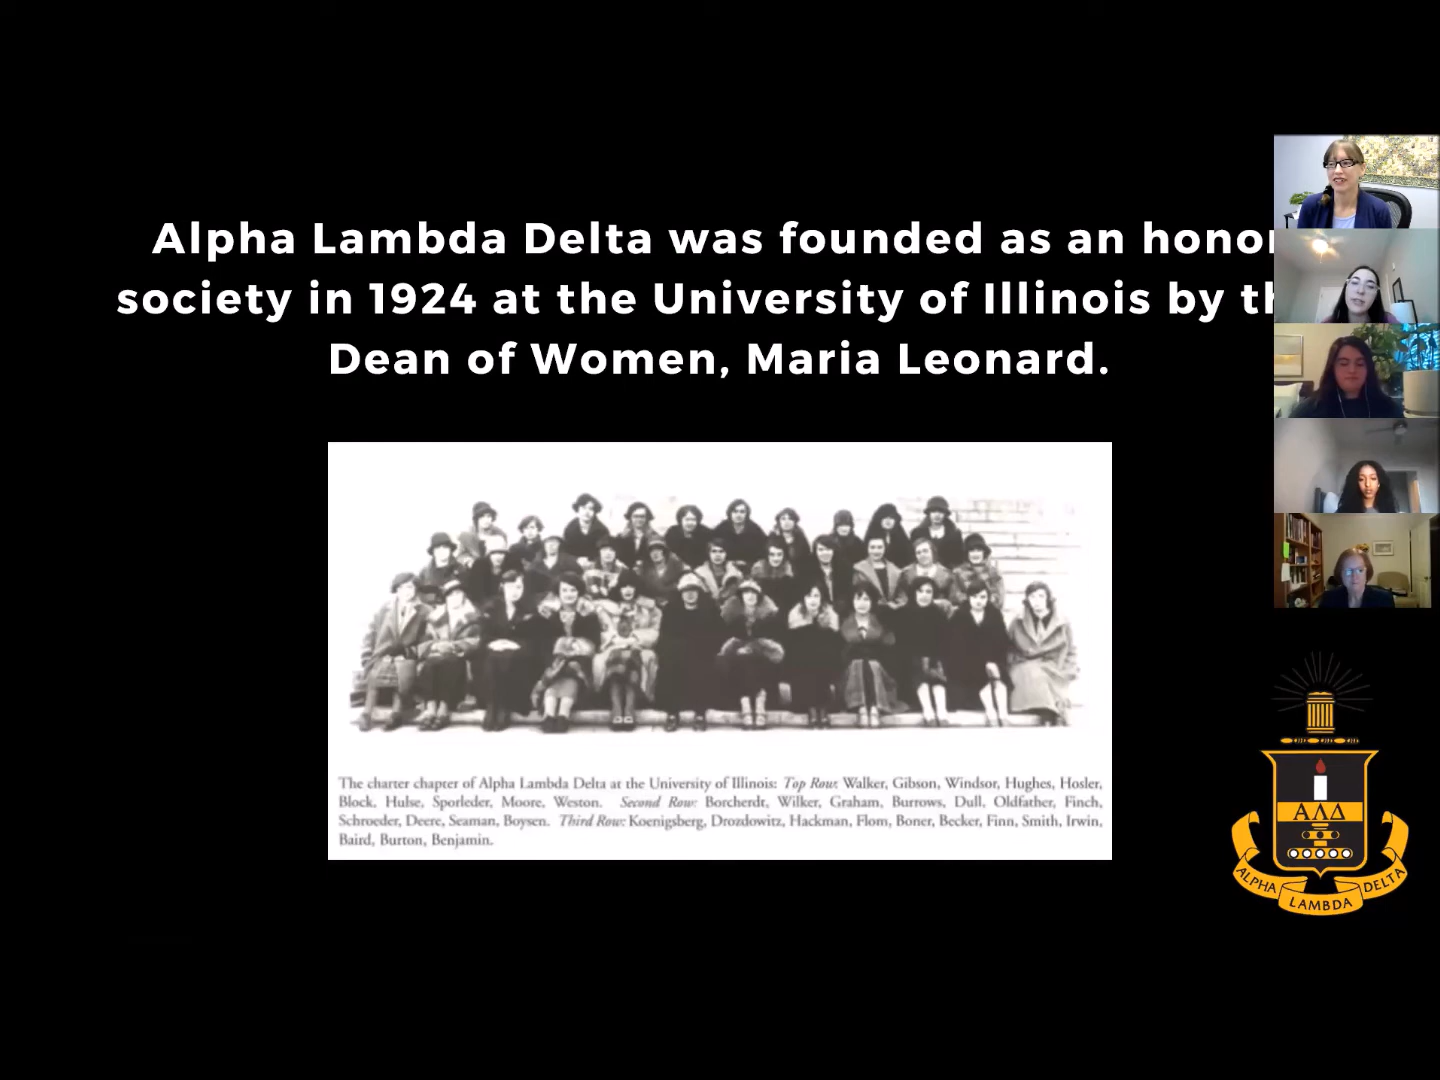 Alpha Lambda Delta was founded as an honor
society in 1924 at the University of Illinois by th
Dean of Women, Maria Leonard.
The charter chapter of Alpha Lambda Delta at the University of Illinois: Top Row: Walker, Gibson, Windsor, Hughes, Hosler,
Block, Hulse, Sporleder, Moore, Weston. Second Row: Borcherdt, Wilker, Graham, Burrows, Dull, Oldfather, Finch,
Schroeder, Deere, Seaman, Boysen. Third Row: Koenigsberg, Drozdowitz, Hackman, Flom, Boner, Becker, Finn, Smith, Irwin,
Baird, Burton, Benjamin.
ΑΛΔ
ALPHA LAMBDA DELTA